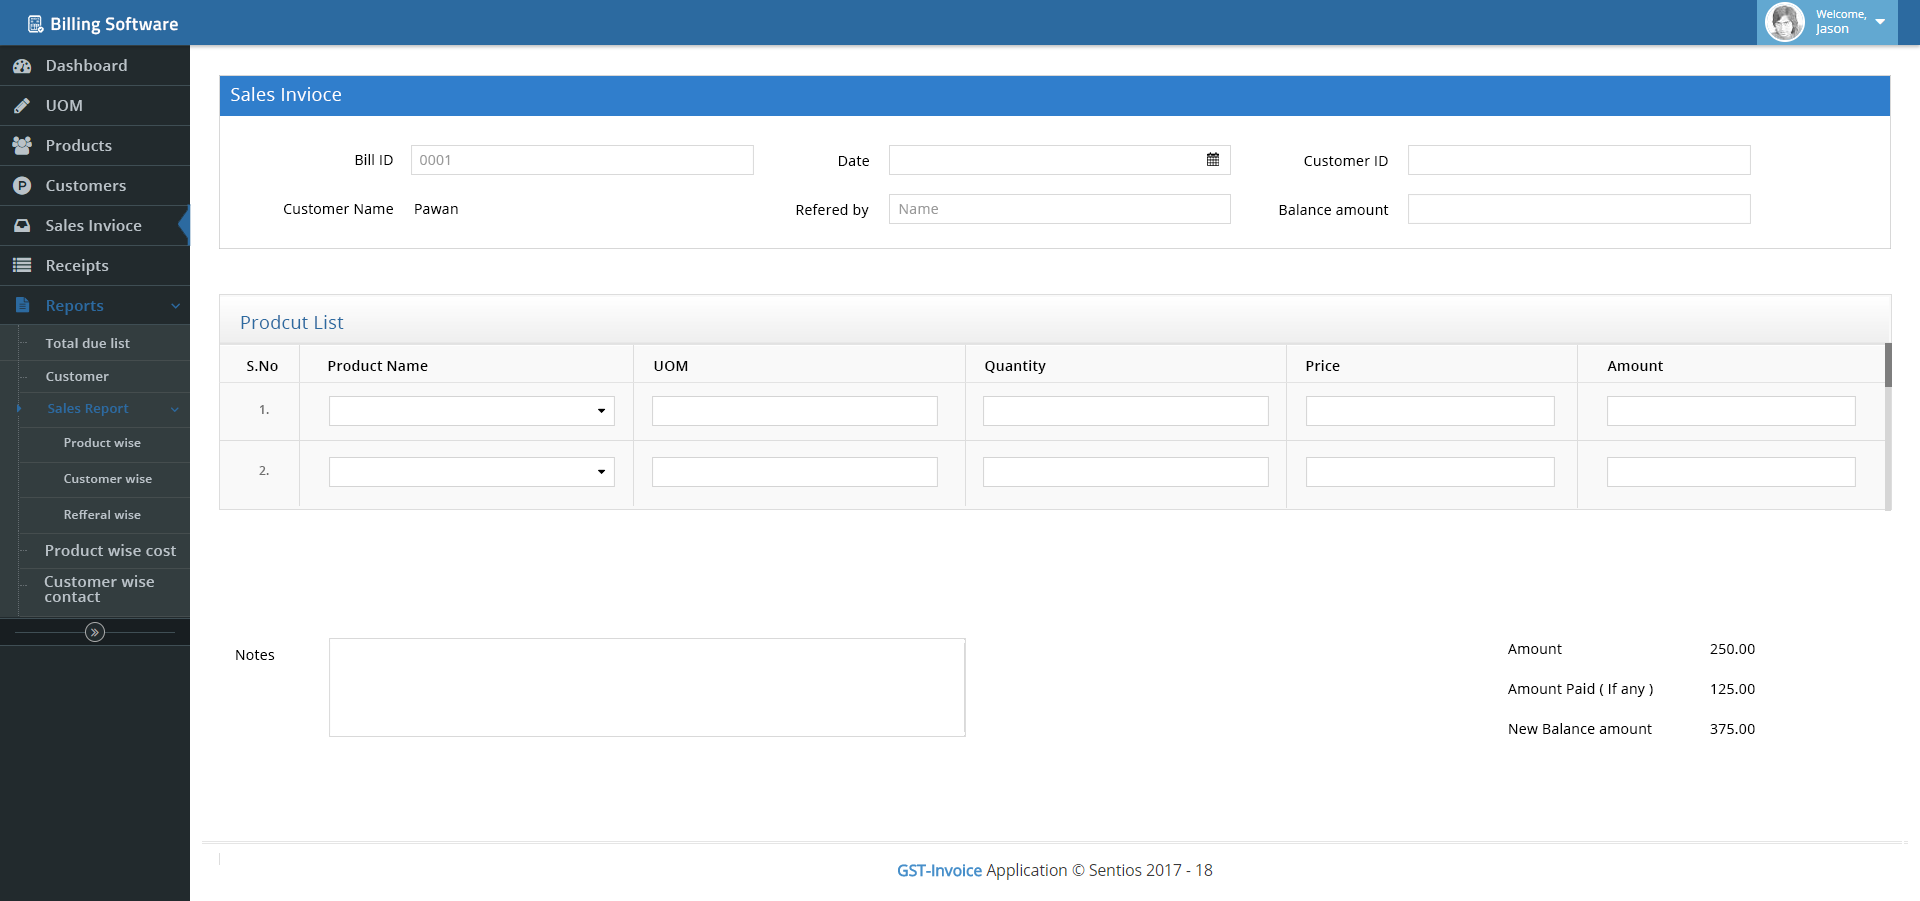 Billing Software
Welcome,
Jason
Dashboard
UOM
Products
Customers
Sales Invioce
Receipts
Reports
Total due list
Customer
Sales Report
Product wise
Customer wise
Refferal wise
Product wise cost
Customer wise
contact
Sales Invioce
Bill ID 0001 Date Customer ID
Customer Name Pawan Refered by Name Balance amount
Prodcut List
S.No Product Name UOM Quantity Price Amount
1.
2.
Notes
Amount 250.00
Amount Paid ( If any ) 125.00
New Balance amount 375.00
GST-Invoice Application © Sentios 2017 - 18